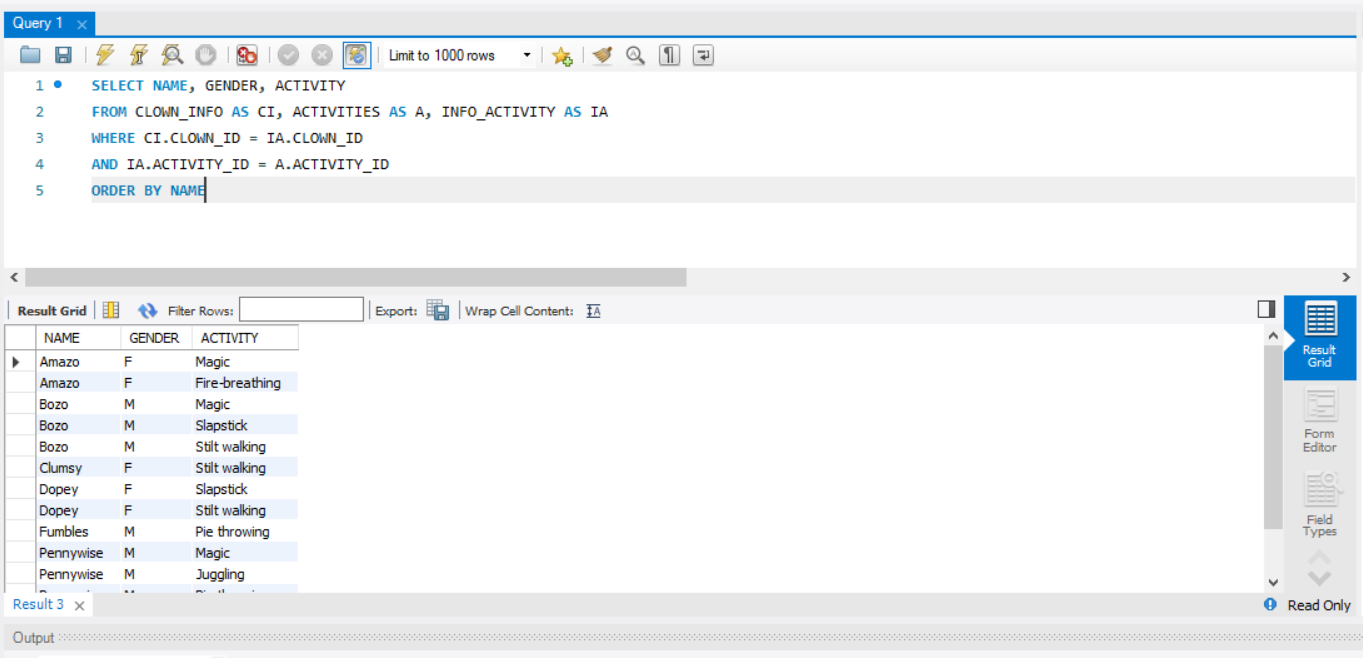 Query 1
Limit to 1000 rows
1 SELECT NAME, GENDER, ACTIVITY
2 FROM CLOWN_INFO AS CI, ACTIVITIES AS A, INFO_ACTIVITY AS IA
3 WHERE CI.CLOWN_ID = IA.CLOWN_ID
4 AND IA.ACTIVITY_ID = A.ACTIVITY_ID
5 ORDER BY NAME
Result Grid Filter Rows: Export: Wrap Cell Content:
NAME GENDER ACTIVITY
Amazo F Magic
Amazo F Fire-breathing
Bozo M Magic
Bozo M Slapstick
Bozo M Stilt walking
Clumsy F Stilt walking
Dopey F Slapstick
Dopey F Stilt walking
Fumbles M Pie throwing
Pennywise M Magic
Pennywise M Juggling
Result
Grid
Form
Editor
Field
Types
Result 3 Read Only
Output